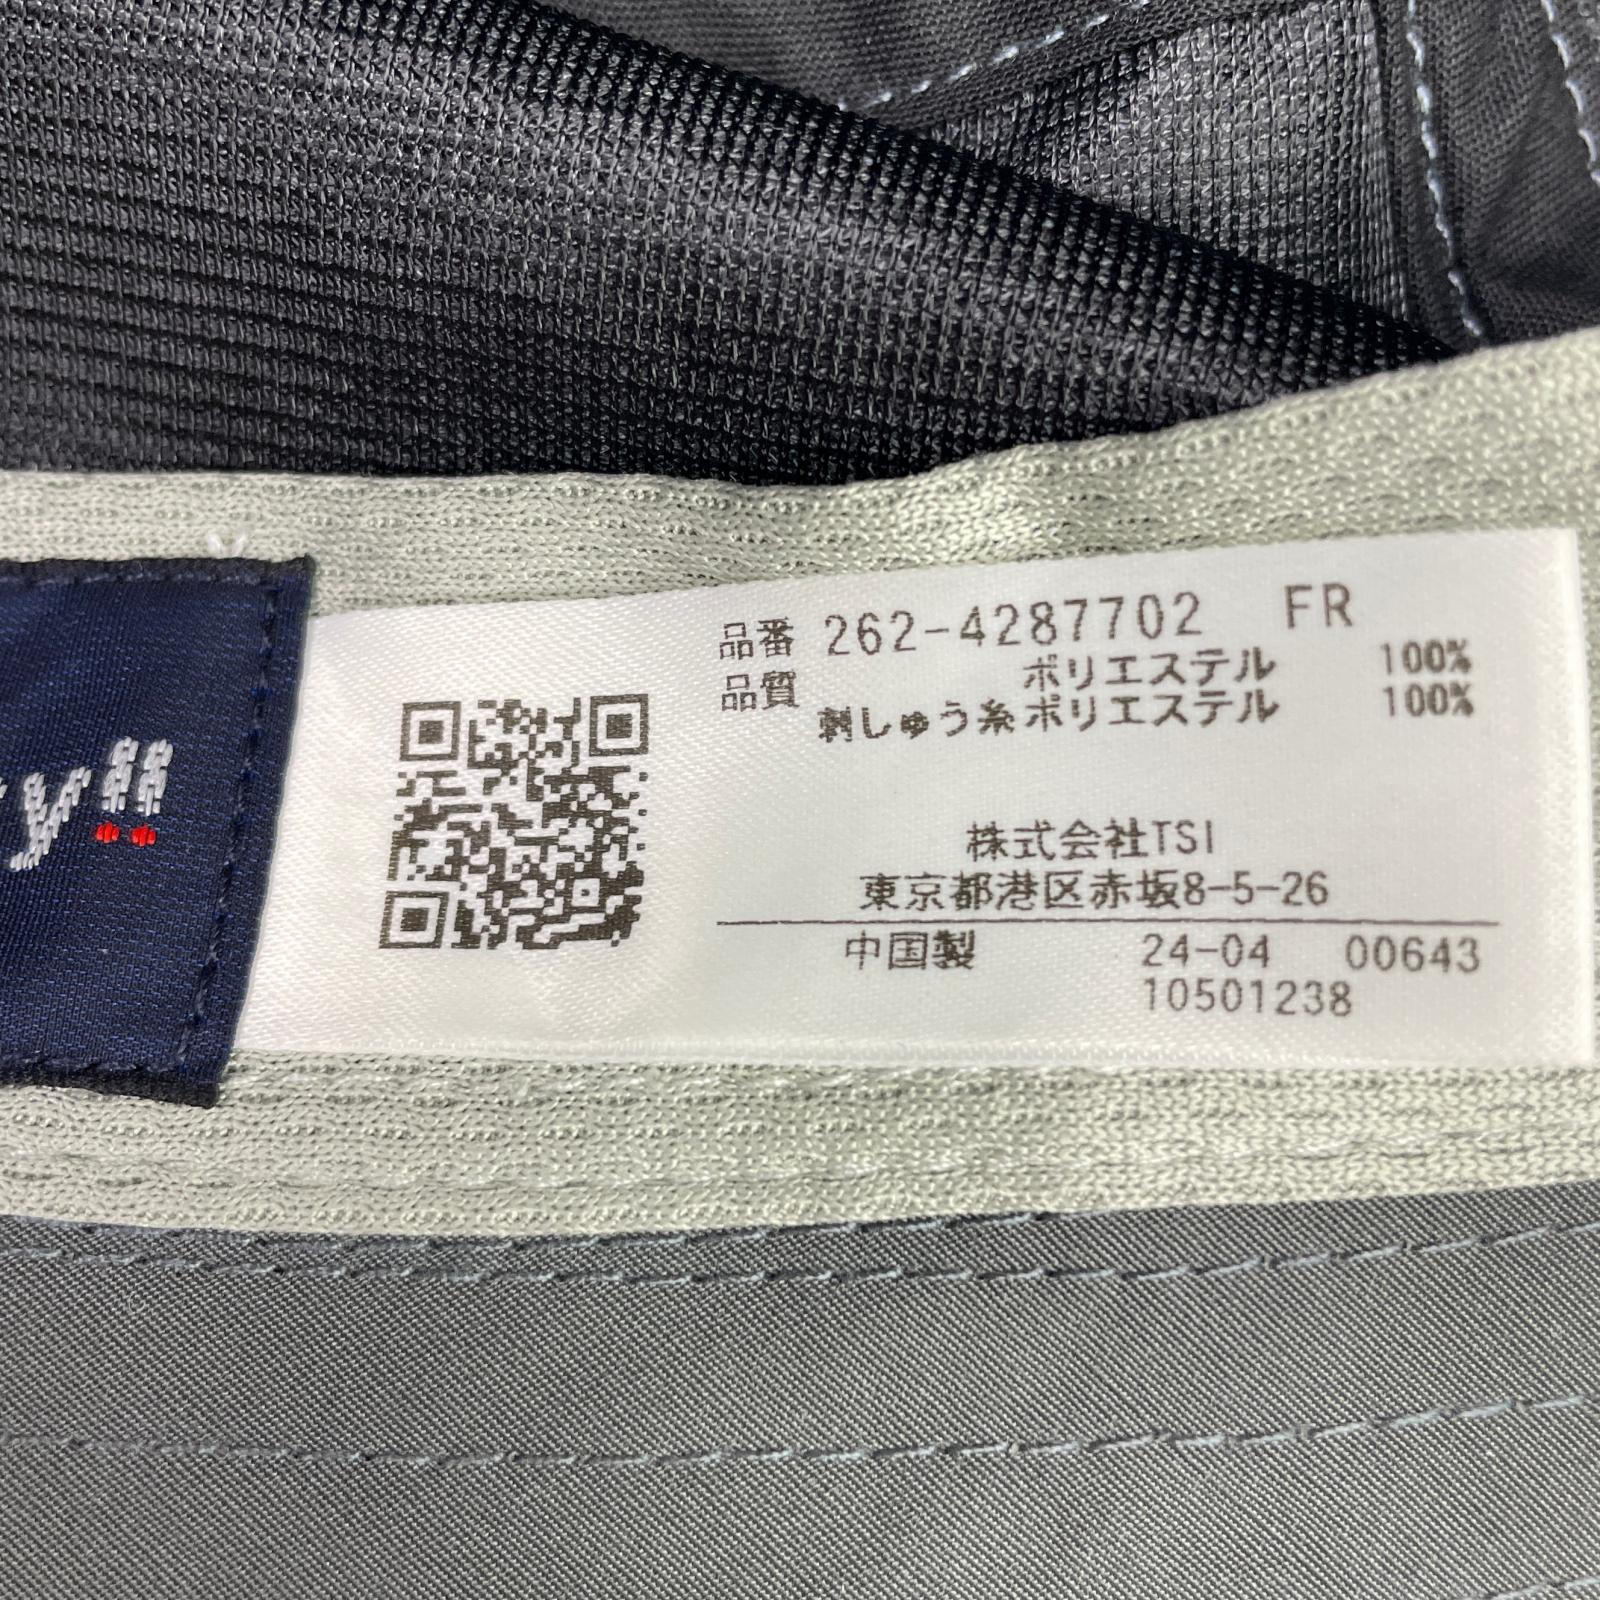 y!!
品番 262-4287702 FR
品質 ポリエステル 100%
刺しゅう糸ポリエステル 100%
株式会社TSI
東京都港区赤坂8-5-26
中国製 24-04 00643
10501238